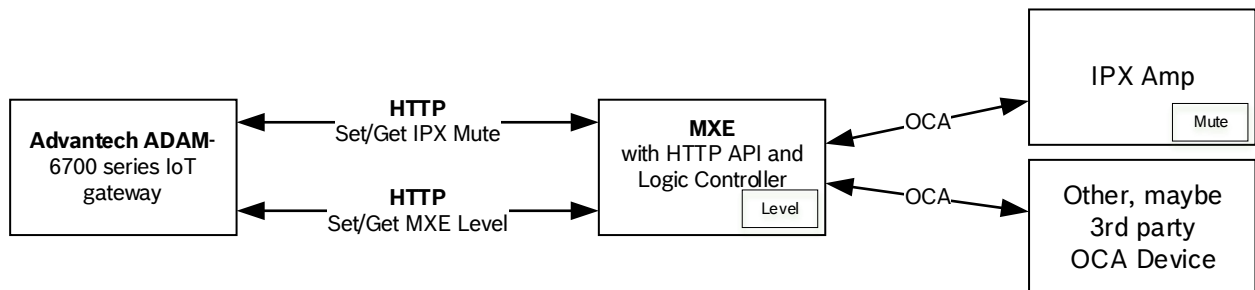 Advantech ADAM-
6700 series IoT
gateway
HTTP
Set/Get IPX Mute
HTTP
Set/Get MXE Level
MXE
with HTTP API and
Logic Controller
Level
OCA
OCA
IPX Amp
Mute
Other, maybe
3rd party
OCA Device